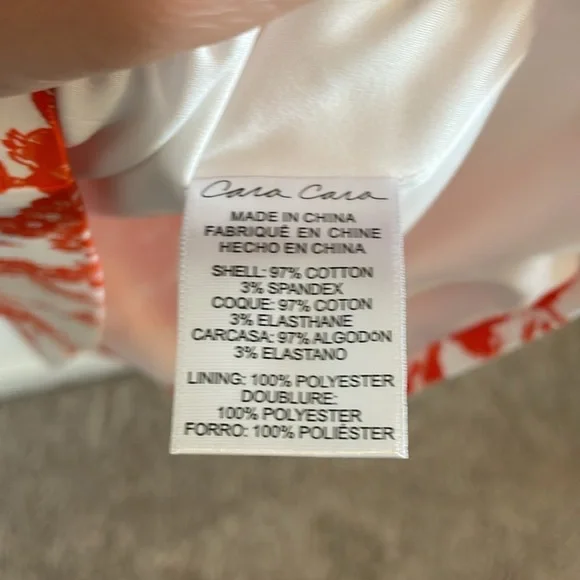 Cara Cara
MADE IN CHINA
FABRIQUÉ EN CHINE
HECHO EN CHINA
SHELL: 97% COTTON
3% SPANDEX
COQUE: 97% COTON
3% ELASTHANE
CARCASA: 97% ALGODON
3% ELASTANO
LINING: 100% POLYESTER
DOUBLURE:
100% POLYESTER
FORRO: 100% POLIÉSTER